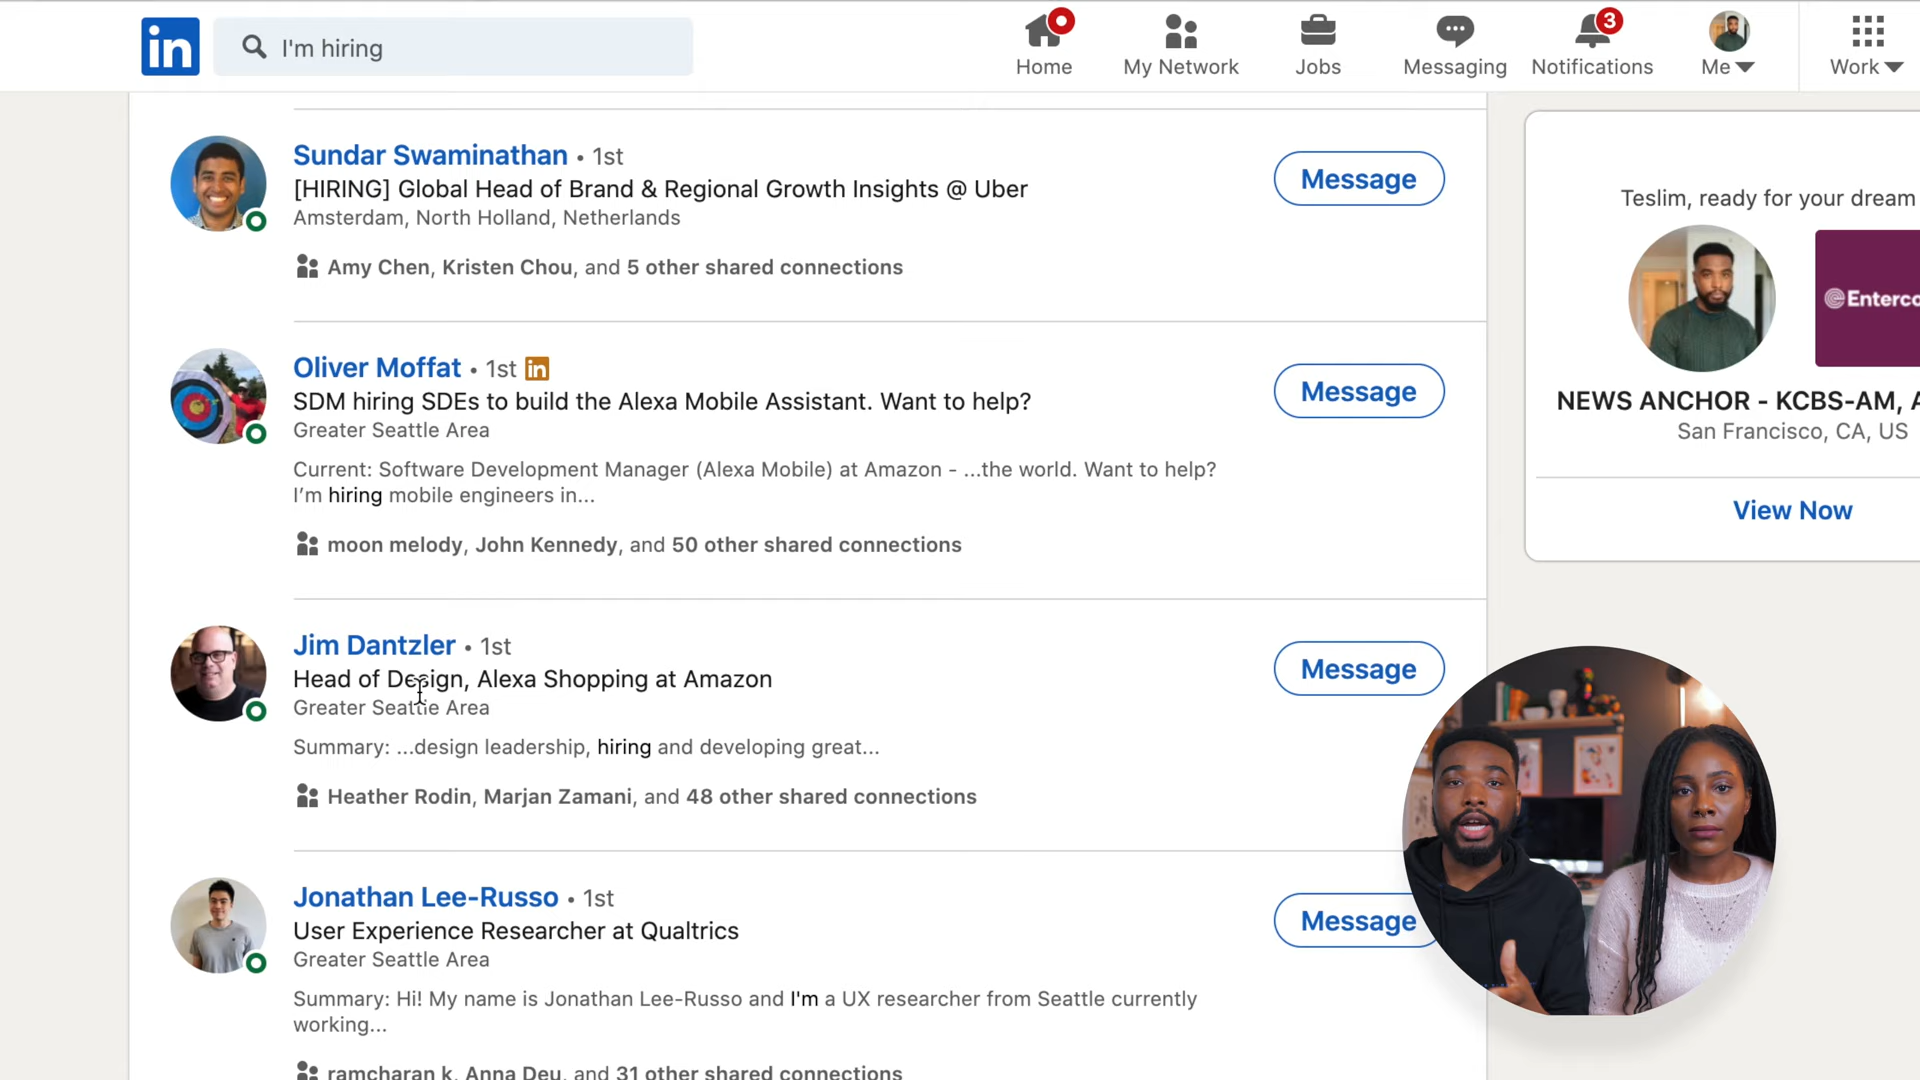 in
I'm hiring
Home
My Network
Jobs
Messaging
3
Notifications
Me
Work
Sundar Swaminathan • 1st
[HIRING] Global Head of Brand & Regional Growth Insights @ Uber
Amsterdam, North Holland, Netherlands
Amy Chen, Kristen Chou, and 5 other shared connections
Message
Oliver Moffat • 1st in
SDM hiring SDEs to build the Alexa Mobile Assistant. Want to help?
Greater Seattle Area
Current: Software Development Manager (Alexa Mobile) at Amazon - ...the world. Want to help?
I'm hiring mobile engineers in...
moon melody, John Kennedy, and 50 other shared connections
Message
Jim Dantzler • 1st
Head of Design, Alexa Shopping at Amazon
Greater Seattle Area
Summary: ...design leadership, hiring and developing great...
Heather Rodin, Marjan Zamani, and 48 other shared connections
Message
Jonathan Lee-Russo • 1st
User Experience Researcher at Qualtrics
Greater Seattle Area
Summary: Hi! My name is Jonathan Lee-Russo and I'm a UX researcher from Seattle currently
working...
ramcharan k, Anna Deu, and 31 other shared connections
Message
Teslim, ready for your dream
Enterco
NEWS ANCHOR - KCBS-AM, A
San Francisco, CA, US
View Now